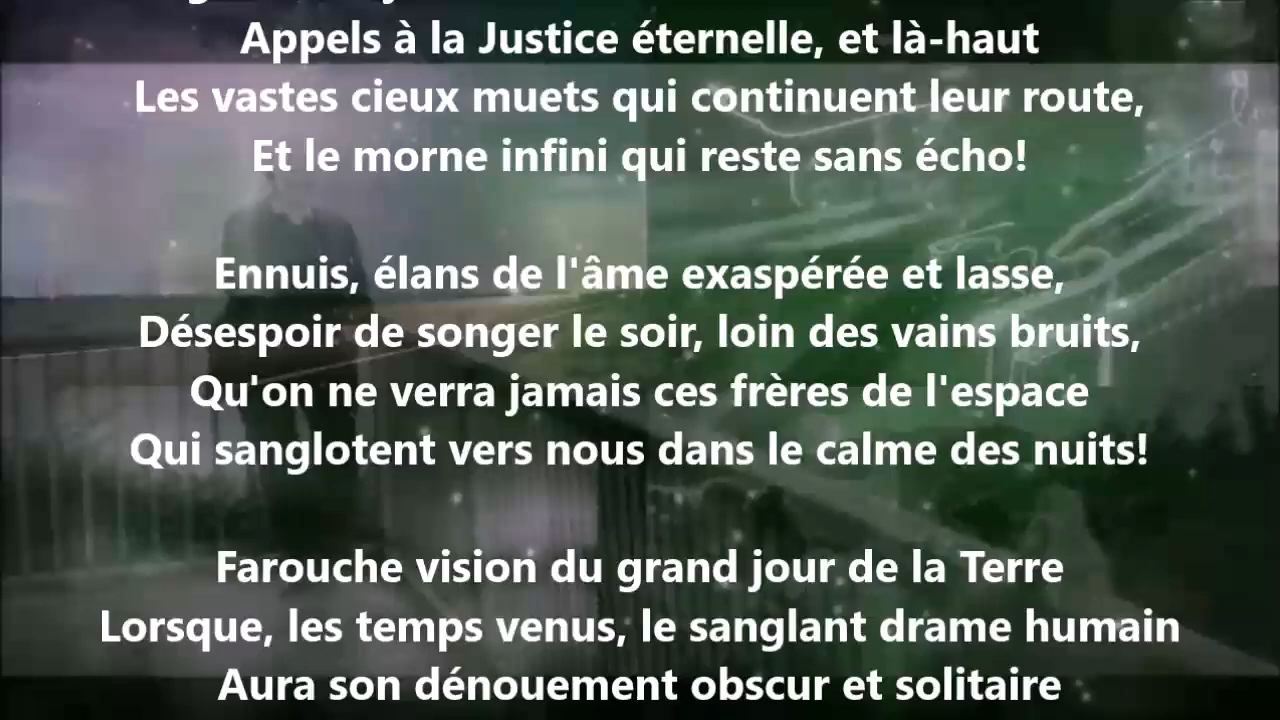 Appels à la Justice éternelle, et là-haut
Les vastes cieux muets qui continuent leur route,
Et le morne infini qui reste sans écho!
Ennuis, élans de l'âme exaspérée et lasse,
Désespoir de songer le soir, loin des vains bruits,
Qu'on ne verra jamais ces frères de l'espace
Qui sanglotent vers nous dans le calme des nuits!
Farouche vision du grand jour de la Terre
Lorsque, les temps venus, le sanglant drame humain
Aura son dénouement obscur et solitaire